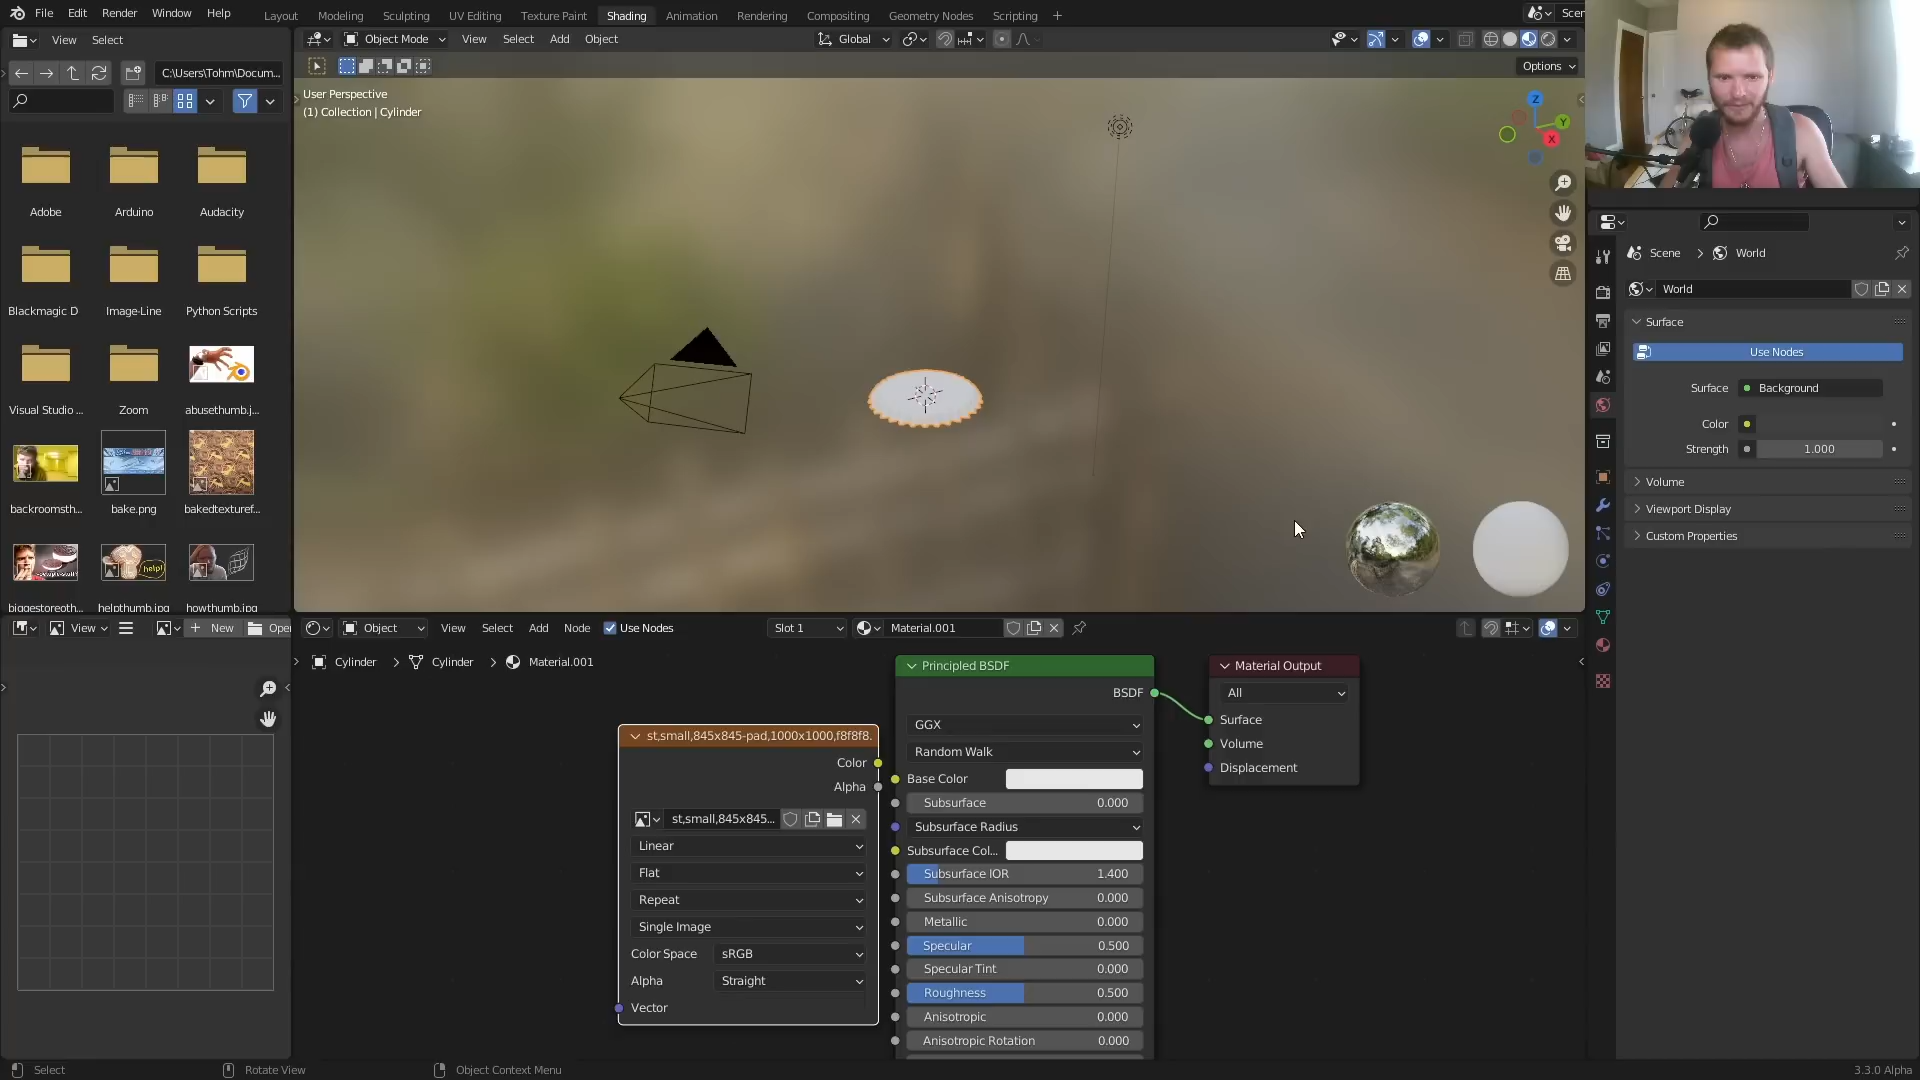 File Edit Render Window Help
Layout Modeling Sculpting UV Editing Texture Paint Shading Animation Rendering Compositing Geometry Nodes Scripting
Scen
View Select
Object Mode View Select Add Object
Global
C:\Users\Tohm\Docum...
Options
User Perspective
(1) Collection | Cylinder
Z
Y
X
Adobe Arduino Audacity
Blackmagic D Image-Line Python Scripts
Visual Studio ... Zoom abusethumb.j...
backroomsth... bake.png bakedtexturef...
help!
biggestoreoth... helpthumb.jpg howthumb.jpg
Scene > World
World
Surface
Use Nodes
Surface Background
Color
Strength 1.000
Volume
Viewport Display
Custom Properties
View New Open
Object View Select Add Node Use Nodes Slot 1 Material.001
Cylinder > Cylinder > Material.001
st,small,845x845-pad,1000x1000,f8f8f8.
Color
Alpha
st,small,845x845...
Linear
Flat
Repeat
Single Image
Color Space sRGB
Alpha Straight
Vector
Principled BSDF
BSDF
GGX
Random Walk
Base Color
Subsurface 0.000
Subsurface Radius
Subsurface Col...
Subsurface IOR 1.400
Subsurface Anisotropy 0.000
Metallic 0.000
Specular 0.500
Specular Tint 0.000
Roughness 0.500
Anisotropic 0.000
Anisotropic Rotation 0.000
Material Output
All
Surface
Volume
Displacement
Select Rotate View Object Context Menu 3.3.0 Alpha